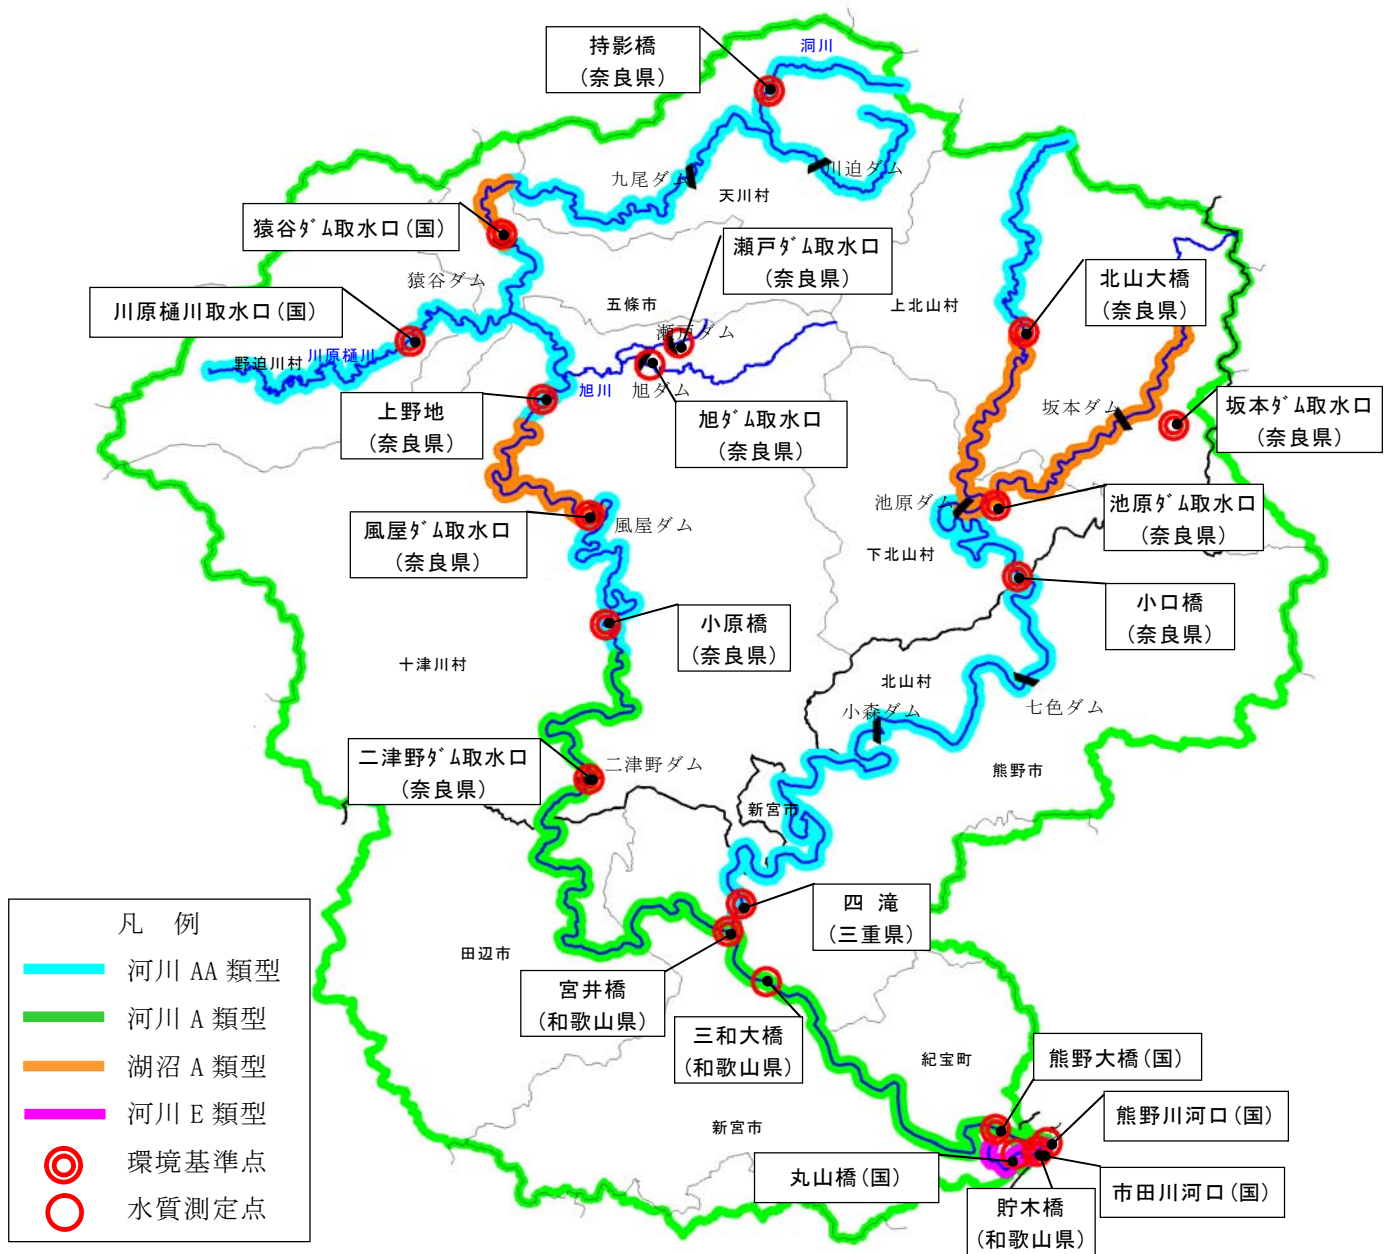 持影橋
(奈良県)
洞川
川迫ダム
九尾ダム
天川村
猿谷ﾀﾞﾑ取水口(国)
猿谷ダム
瀬戸ﾀﾞﾑ取水口
(奈良県)
北山大橋
(奈良県)
川原樋川取水口(国)
五條市
上北山村
瀬戸ダム
野迫川村
川原樋川
旭川
旭ダム
上野地
(奈良県)
旭ﾀﾞﾑ取水口
(奈良県)
坂本ダム
坂本ﾀﾞﾑ取水口
(奈良県)
風屋ﾀﾞﾑ取水口
(奈良県)
風屋ダム
池原ダム
池原ﾀﾞﾑ取水口
(奈良県)
下北山村
小口橋
(奈良県)
小原橋
(奈良県)
十津川村
北山村
小森ダム
七色ダム
二津野ﾀﾞﾑ取水口
(奈良県)
二津野ダム
熊野市
新宮市
四 滝
(三重県)
田辺市
宮井橋
(和歌山県)
三和大橋
(和歌山県)
紀宝町
熊野大橋(国)
熊野川河口(国)
新宮市
丸山橋(国)
市田川河口(国)
貯木橋
(和歌山県)
凡 例
河川 AA 類型
河川 A 類型
湖沼 A 類型
河川 E 類型
環境基準点
水質測定点